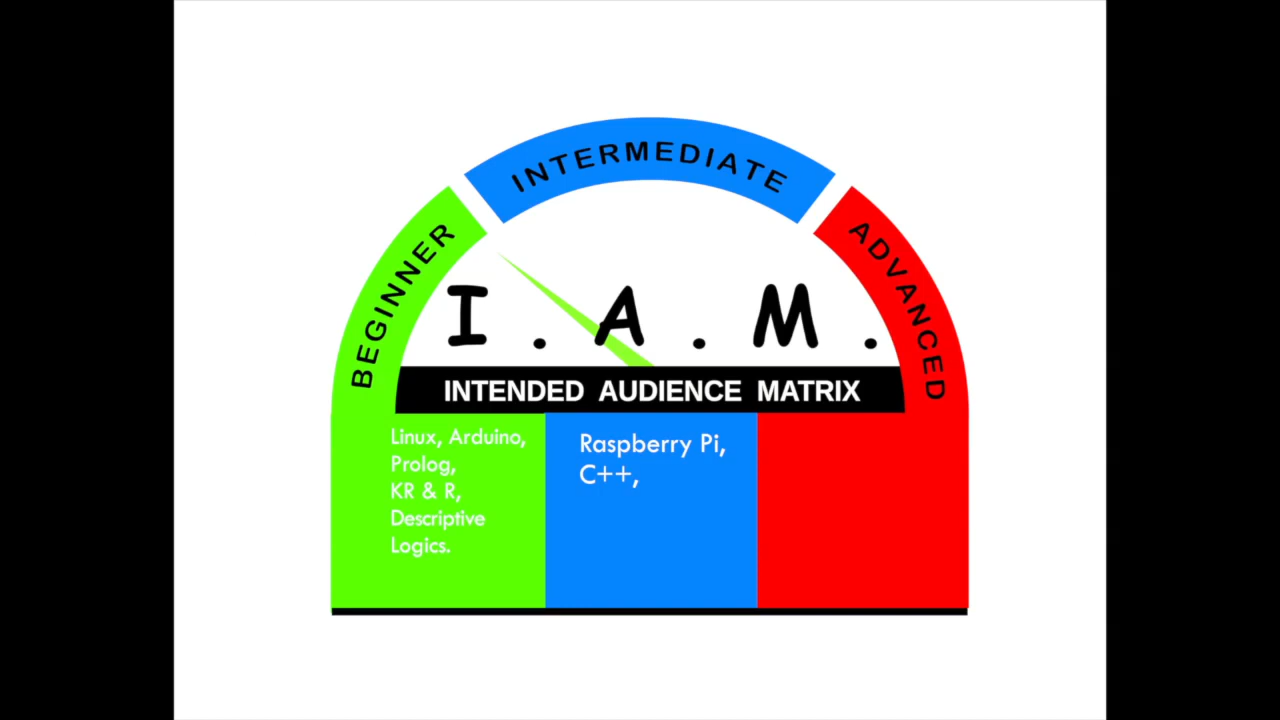 INTERMEDIATE
BEGINNER
ADVANCED
I . A . M .
INTENDED AUDIENCE MATRIX
Linux, Arduino,
Prolog,
KR & R,
Descriptive
Logics.
Raspberry Pi,
C++,